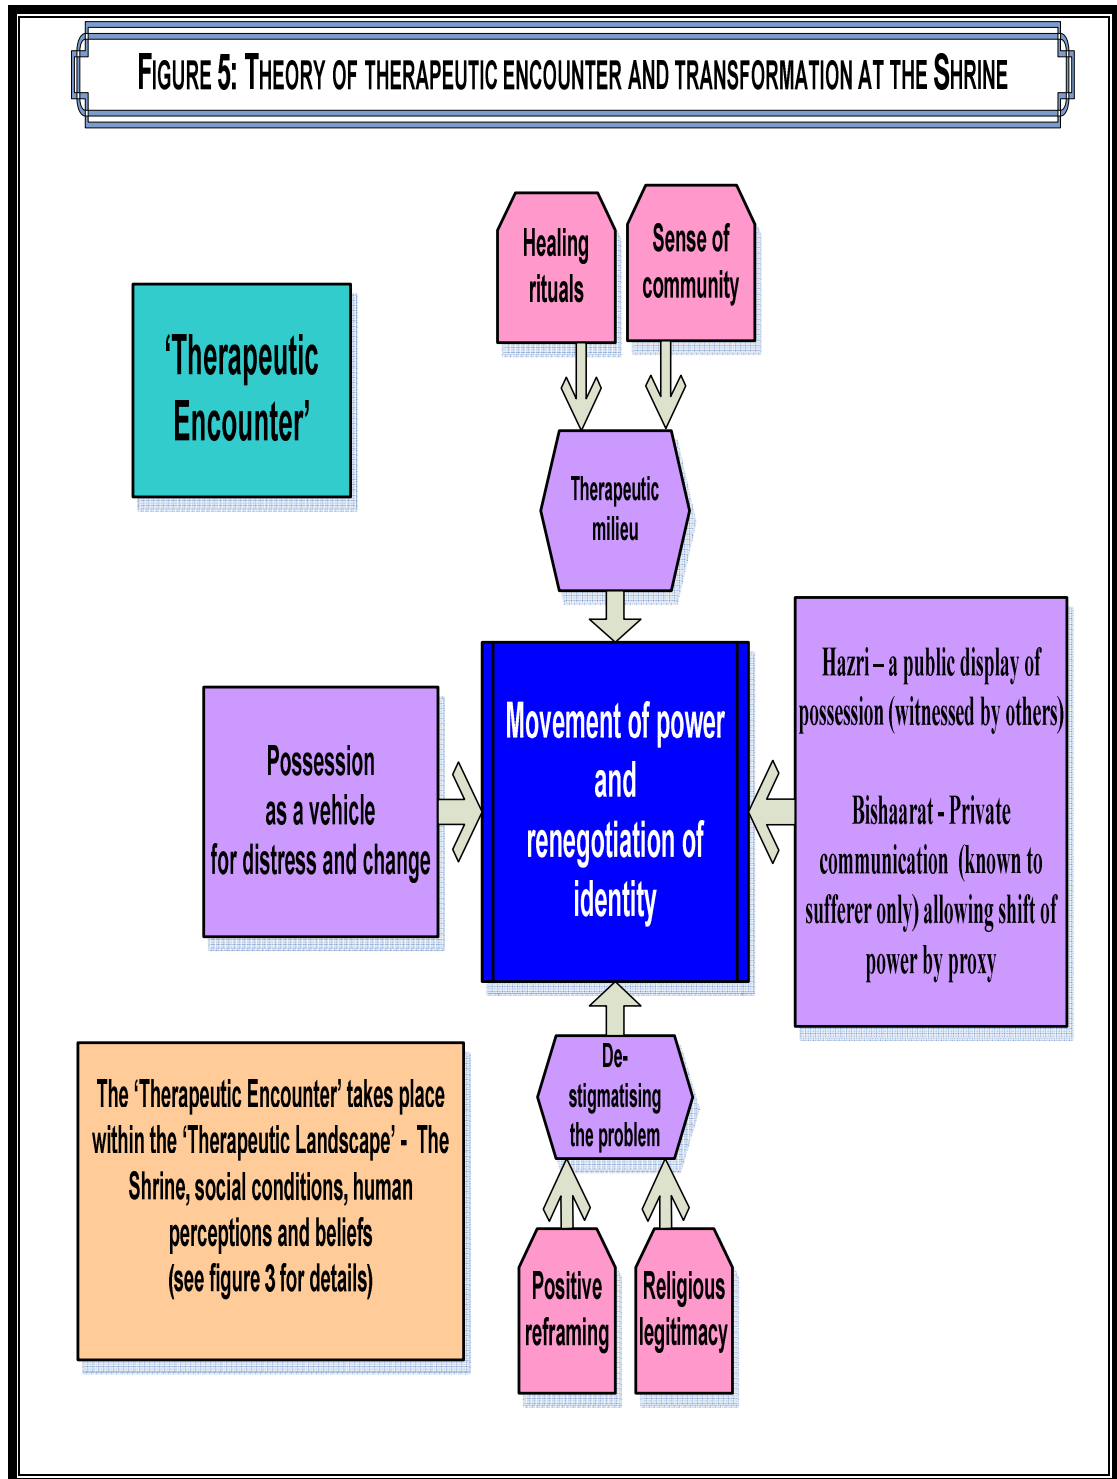 FIGURE 5: THEORY OF THERAPEUTIC ENCOUNTER AND TRANSFORMATION AT THE SHRINE
Healing
rituals
Sense of
community
‘Therapeutic
Encounter’
Therapeutic
milieu
Possession
as a vehicle
for distress and change
Movement of power
and
renegotiation of
identity
Hazri – a public display of
possession (witnessed by others)
Bishaarat - Private
communication (known to
sufferer only) allowing shift of
power by proxy
De-
stigmatising
the problem
The ‘Therapeutic Encounter’ takes place
within the ‘Therapeutic Landscape’ - The
Shrine, social conditions, human
perceptions and beliefs
(see figure 3 for details)
Positive
reframing
Religious
legitimacy